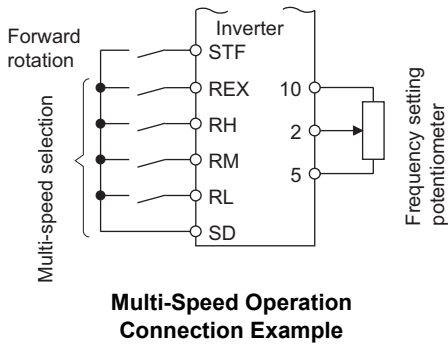 Inverter
Forward
rotation
STF
REX
RH
RM
RL
SD
Multi-speed selection
10
2
5
Frequency setting
potentiometer
Multi-Speed Operation
Connection Example